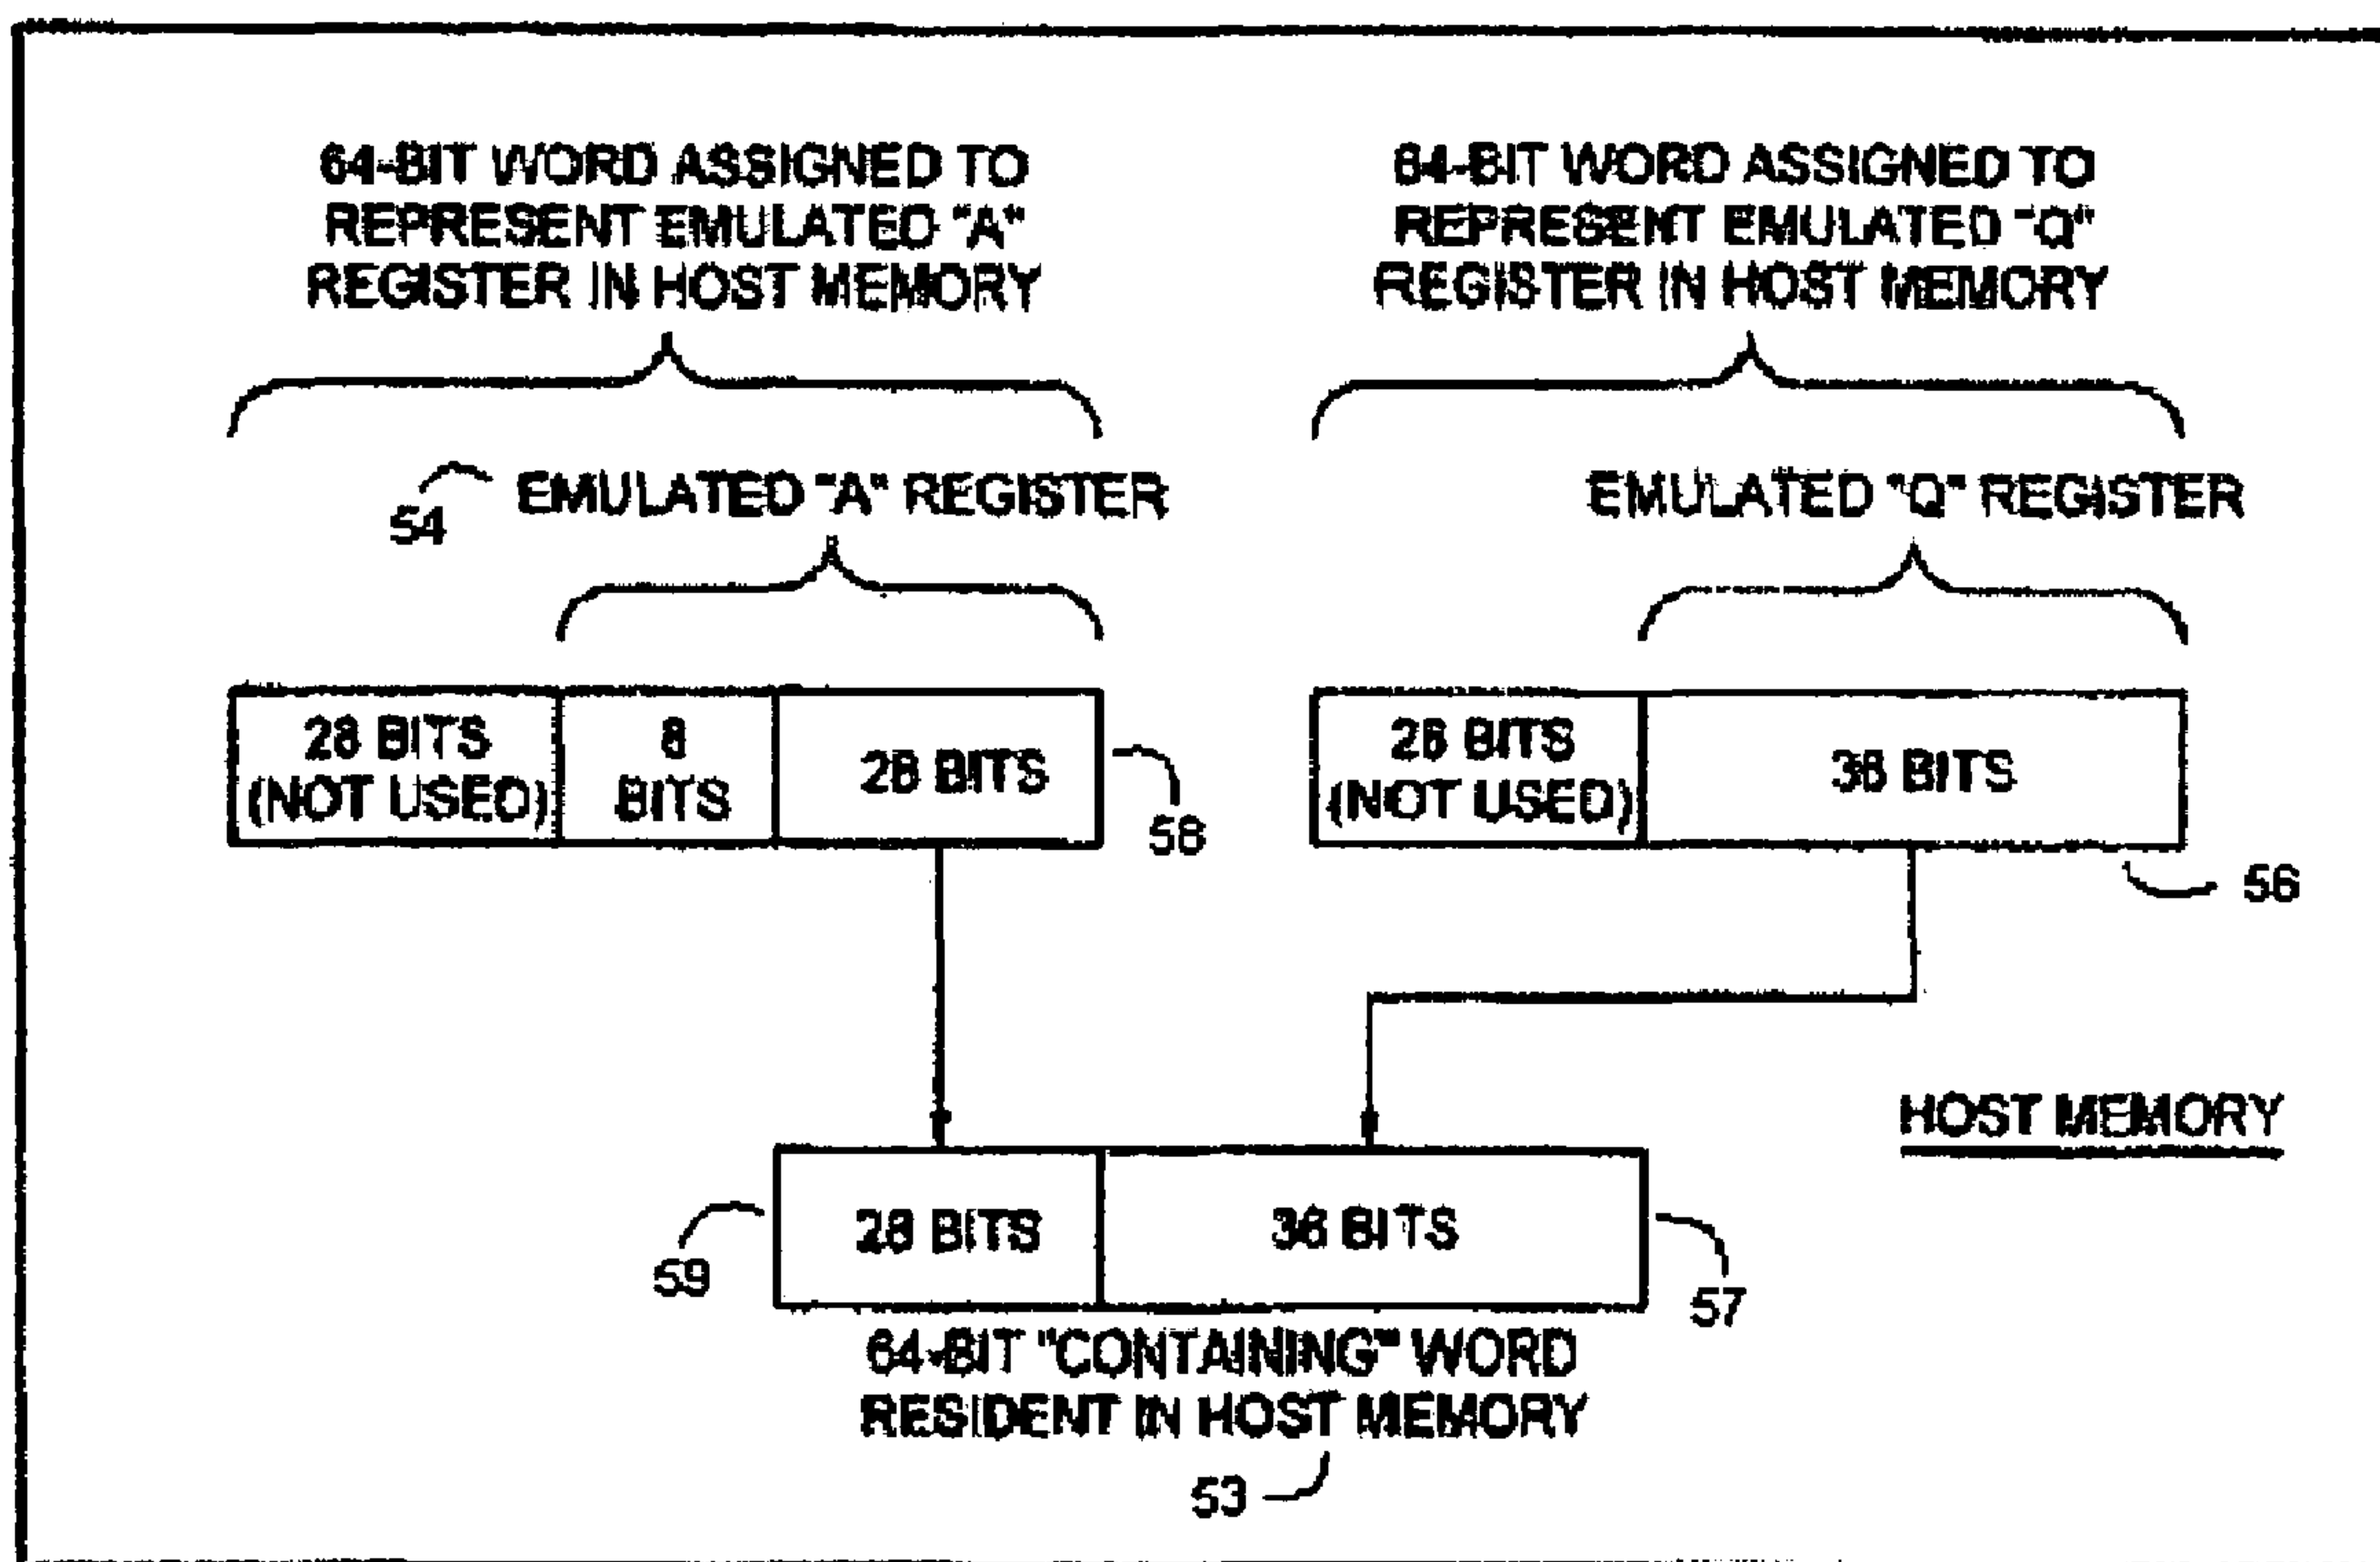 64-BIT WORD ASSIGNED TO
REPRESENT EMULATED "A"
REGISTER IN HOST MEMORY
64-BIT WORD ASSIGNED TO
REPRESENT EMULATED "Q"
REGISTER IN HOST MEMORY
54
EMULATED "A" REGISTER
EMULATED "Q" REGISTER
28 BITS
(NOT USED)
8
BITS
28 BITS
58
28 BITS
(NOT USED)
36 BITS
56
HOST MEMORY
59
28 BITS
36 BITS
57
64-BIT "CONTAINING" WORD
RESIDENT IN HOST MEMORY
53